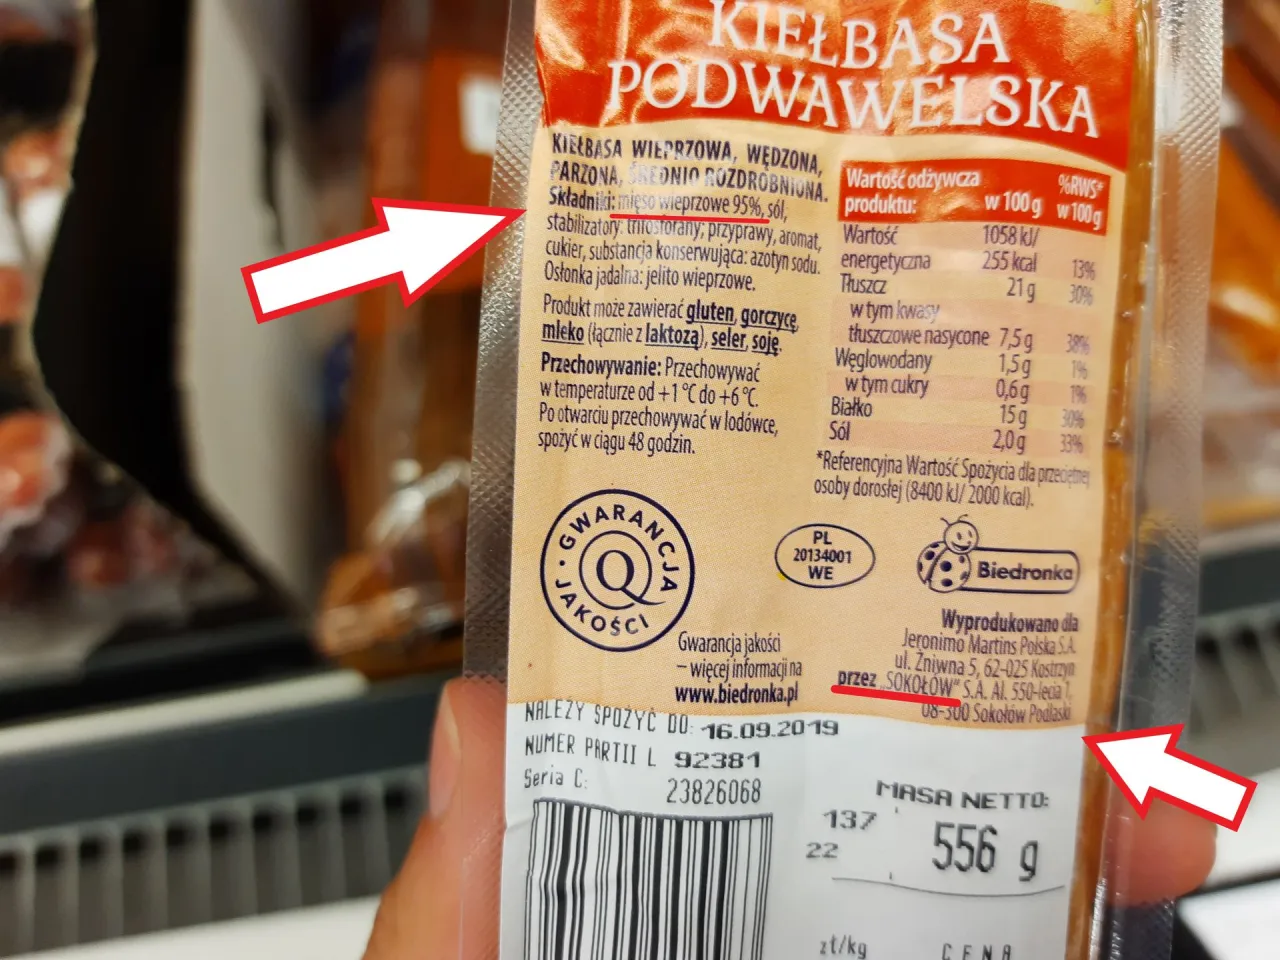 KIEŁBASA
PODWAWELSKA
KIEŁBASA WIEPRZOWA, WĘDZONA,
PARZONA, ŚREDNIO ROZDROBNIONA.
Składniki: mięso wieprzowe 95%, sól,
stabilizatory: trifosforany, przyprawy, aromat,
cukier, substancja konserwująca: azotyn sodu.
Osłonka jadalna: jelito wieprzowe.
Produkt może zawierać gluten, gorczycę,
mleko (łącznie z laktozą), seler, soję.
Przechowywanie: Przechowywać
w temperaturze od +1 °C do +6 °C.
Po otwarciu przechowywać w lodówce,
spożyć w ciągu 48 godzin.
Wartość odżywcza %RWS*
produktu: w 100 g w 100 g
Wartość 1058 kJ/
energetyczna 255 kcal 13%
Tłuszcz 21 g 30%
w tym kwasy
tłuszczowe nasycone 7,5 g 38%
Węglowodany 1,5 g 1%
w tym cukry 0,6 g 1%
Białko 15 g 30%
Sól 2,0 g 33%
*Referencyjna Wartość Spożycia dla przeciętnej
osoby dorosłej (8400 kJ/ 2000 kcal).
GWARANCJA
JAKOŚCI
Q
PL
20134001
WE
Biedronka
Gwarancja jakości
– więcej informacji na
www.biedronka.pl
Wyprodukowano dla
Jeronimo Martins Polska S.A.
ul. Żniwna 5, 62-025 Kostrzyn
przez „SOKOŁÓW" S.A. Al. 550-lecia 1,
08-300 Sokołów Podlaski
NALEŻY SPOŻYĆ DO: 16.09.2019
NUMER PARTII L 92381
Seria C: 23826068
MASA NETTO:
137
22
556 g
zł/kg
CENA